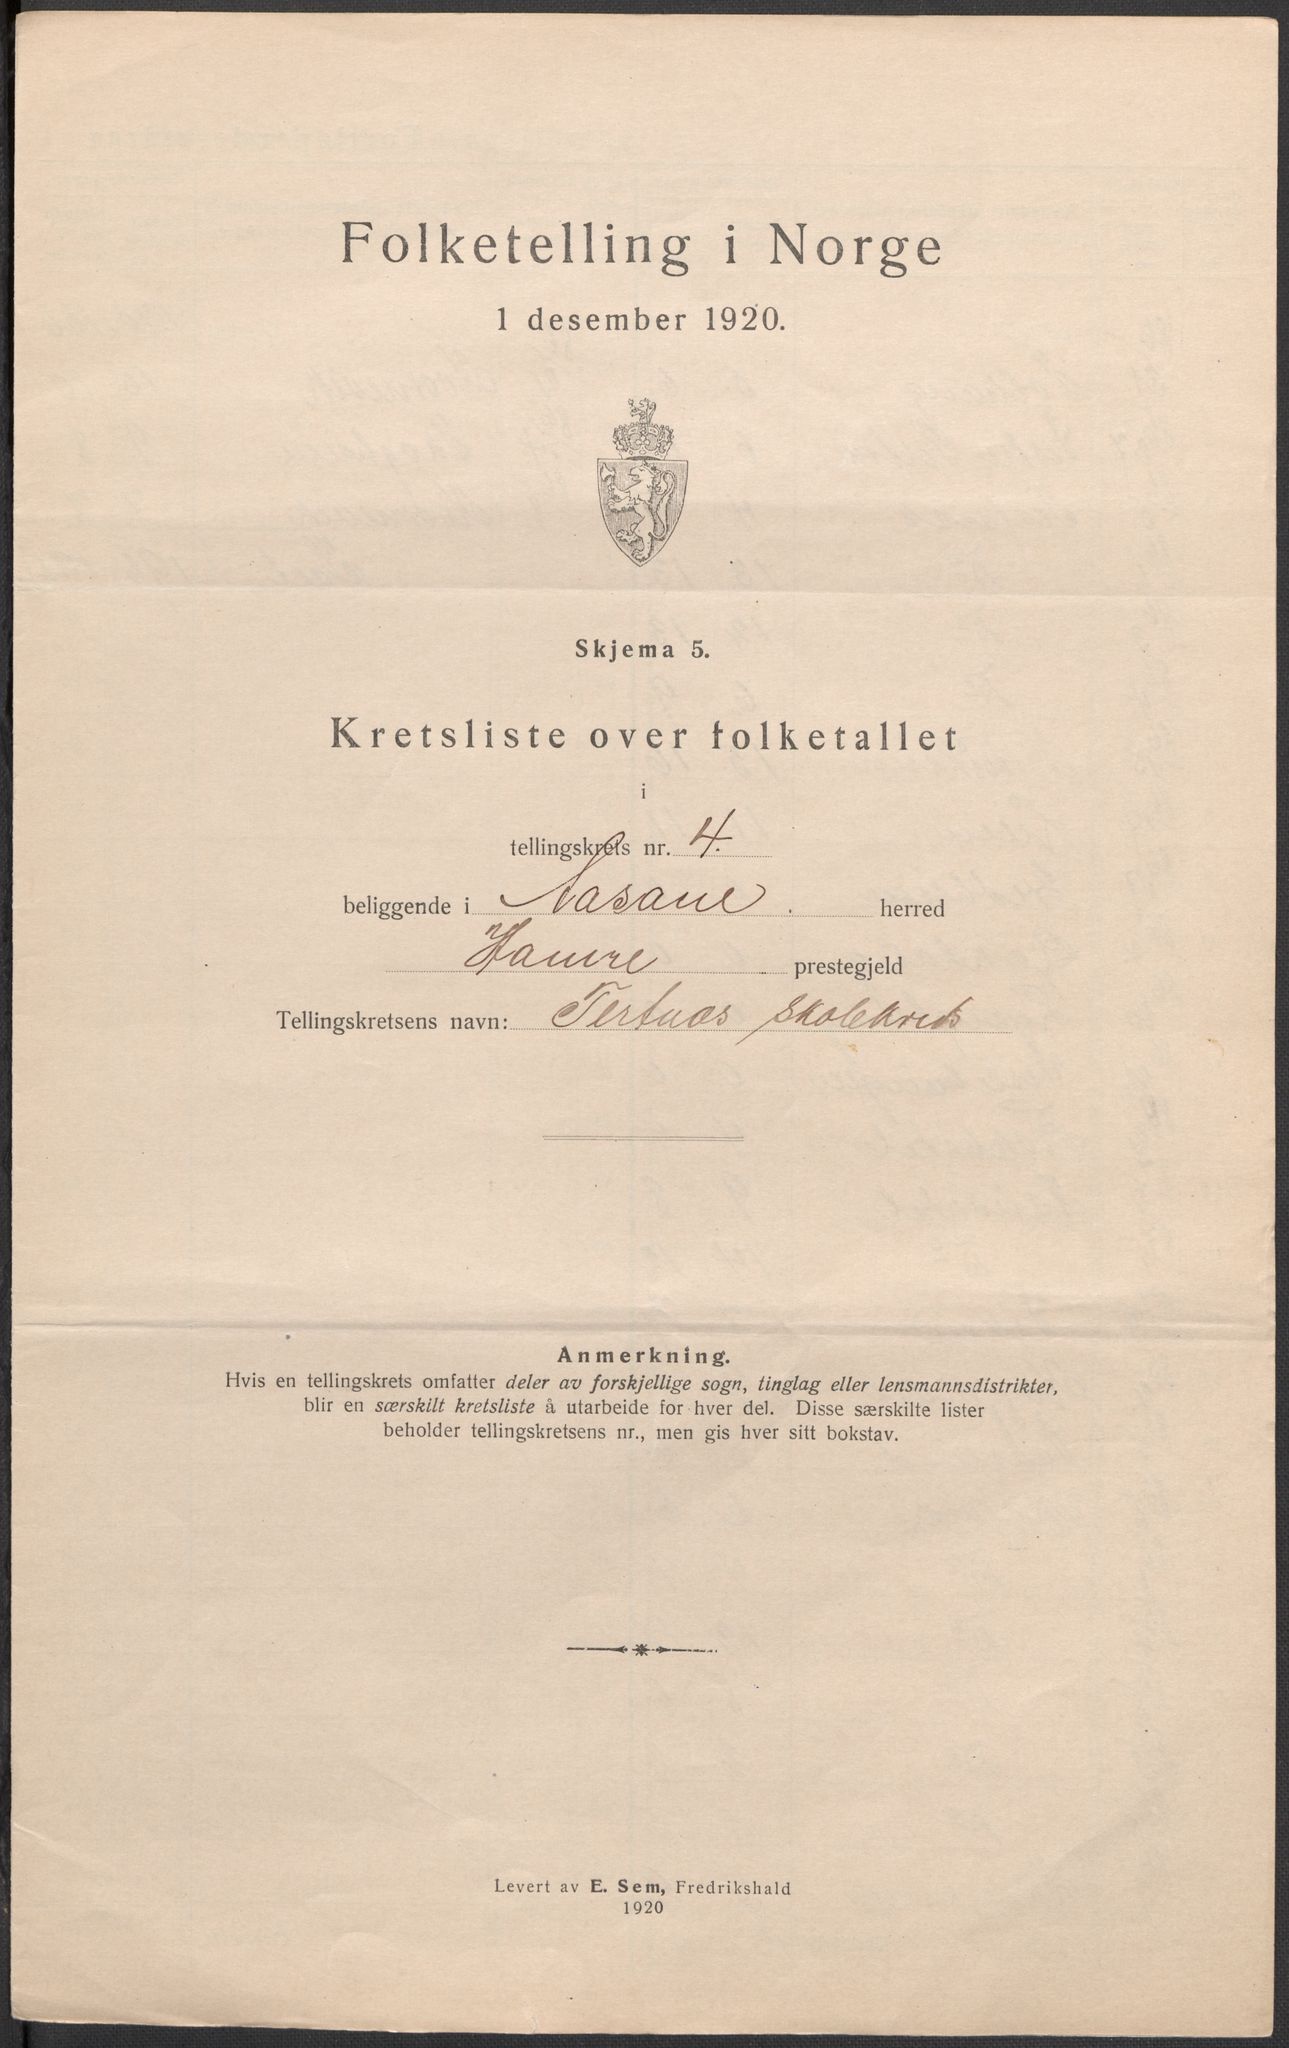 Folketelling i Norge
1 desember 1920.
Skjema 5.
Kretsliste over folketallet
i
tellingskrets nr. 4.
beliggende i Aasane. herred
Hamre prestegjeld
Tellingskretsens navn: Tertnæs skolekreds
Anmerkning.
Hvis en tellingskrets omfatter deler av forskjellige sogn, tinglag eller lensmannsdistrikter,
blir en særskilt kretsliste å utarbeide for hver del. Disse særskilte lister
beholder tellingskretsens nr., men gis hver sitt bokstav.
Levert av E. Sem, Fredrikshald
1920